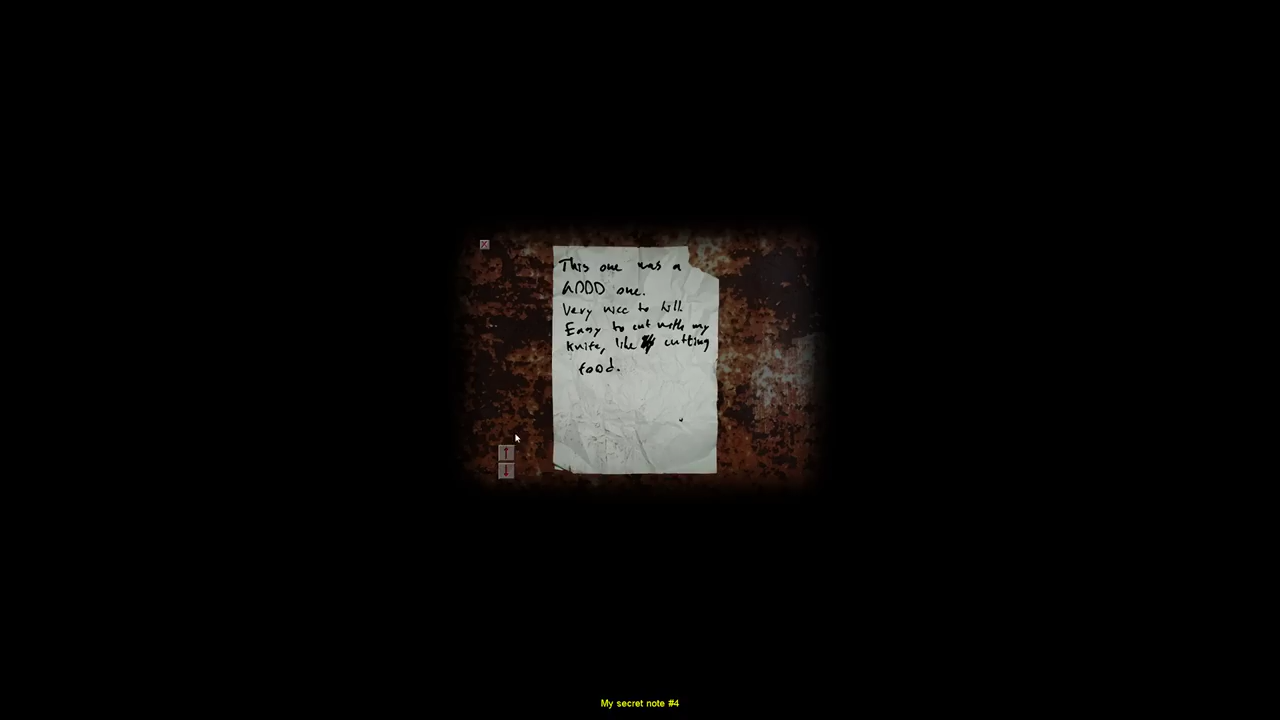 This one was a
GOOD one.
Very nice to kill.
Easy to cut with my
knife, like cutting
food.
My secret note #4